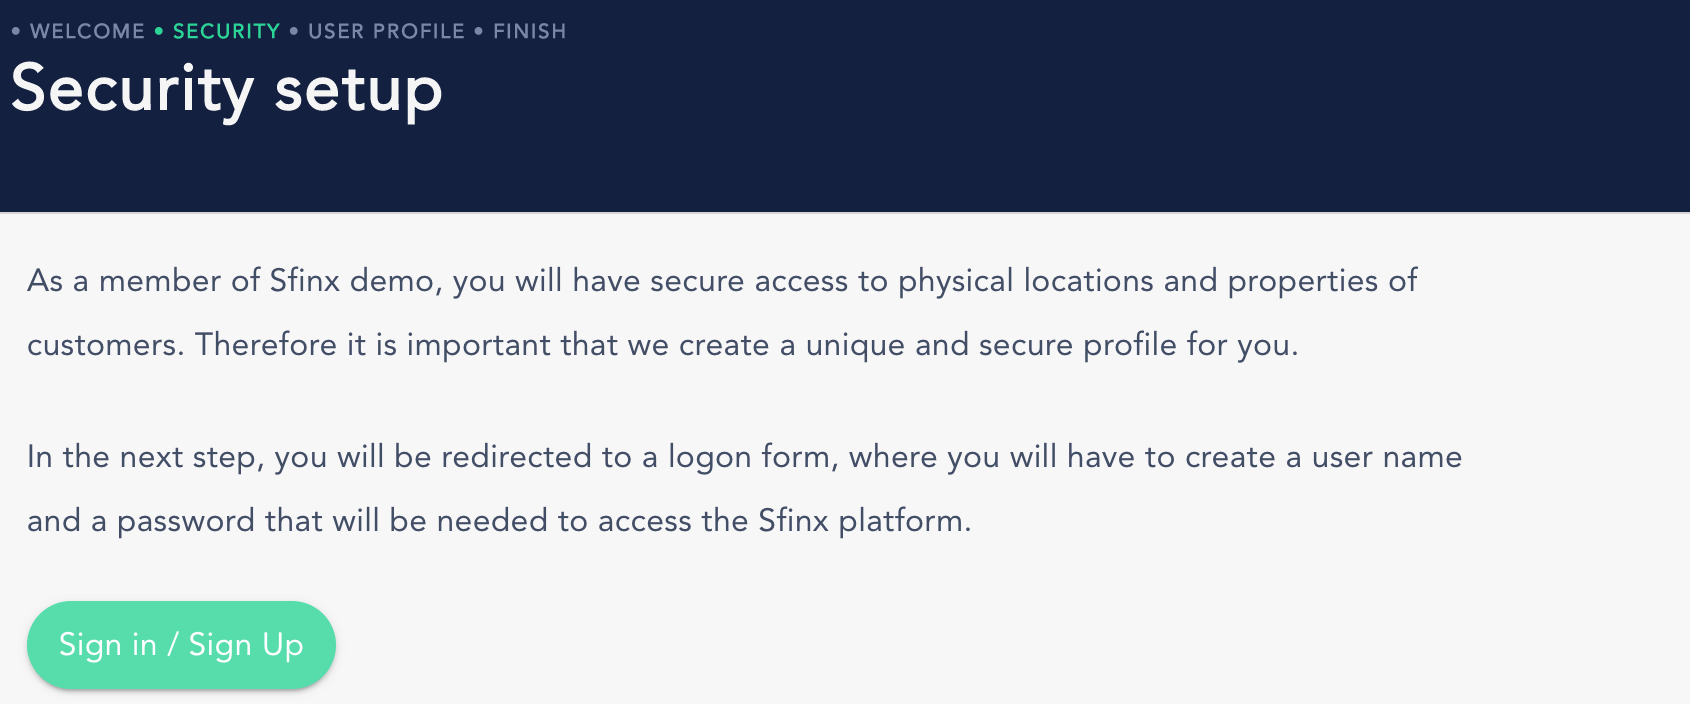 • WELCOME • SECURITY • USER PROFILE • FINISH
Security setup
As a member of Sfinx demo, you will have secure access to physical locations and properties of
customers. Therefore it is important that we create a unique and secure profile for you.
In the next step, you will be redirected to a logon form, where you will have to create a user name
and a password that will be needed to access the Sfinx platform.
Sign in / Sign Up